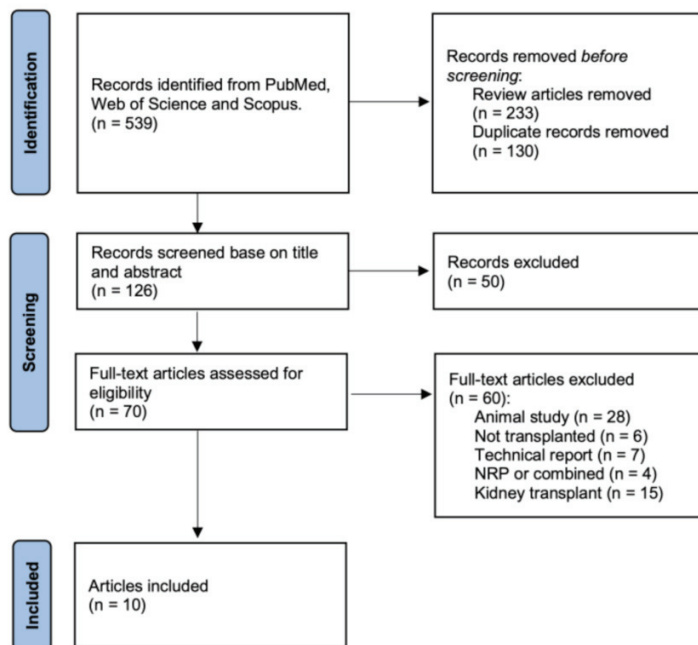 Identification
Records identified from PubMed,
Web of Science and Scopus.
(n = 539)
Records removed before
screening:
Review articles removed
(n = 233)
Duplicate records removed
(n = 130)
Screening
Records screened base on title
and abstract
(n = 126)
Records excluded
(n = 50)
Full-text articles assessed for
eligibility
(n = 70)
Full-text articles excluded
(n = 60):
Animal study (n = 28)
Not transplanted (n = 6)
Technical report (n = 7)
NRP or combined (n = 4)
Kidney transplant (n = 15)
Included
Articles included
(n = 10)